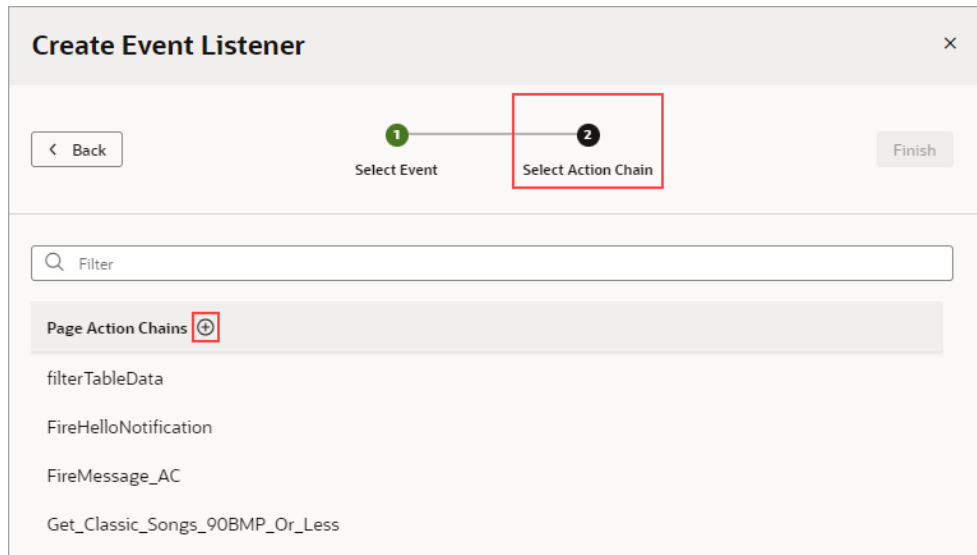 Create Event Listener
Back
1
2
Finish
Select Event
Select Action Chain
Filter
Page Action Chains
filterTableData
FireHelloNotification
FireMessage_AC
Get_Classic_Songs_90BMP_Or_Less